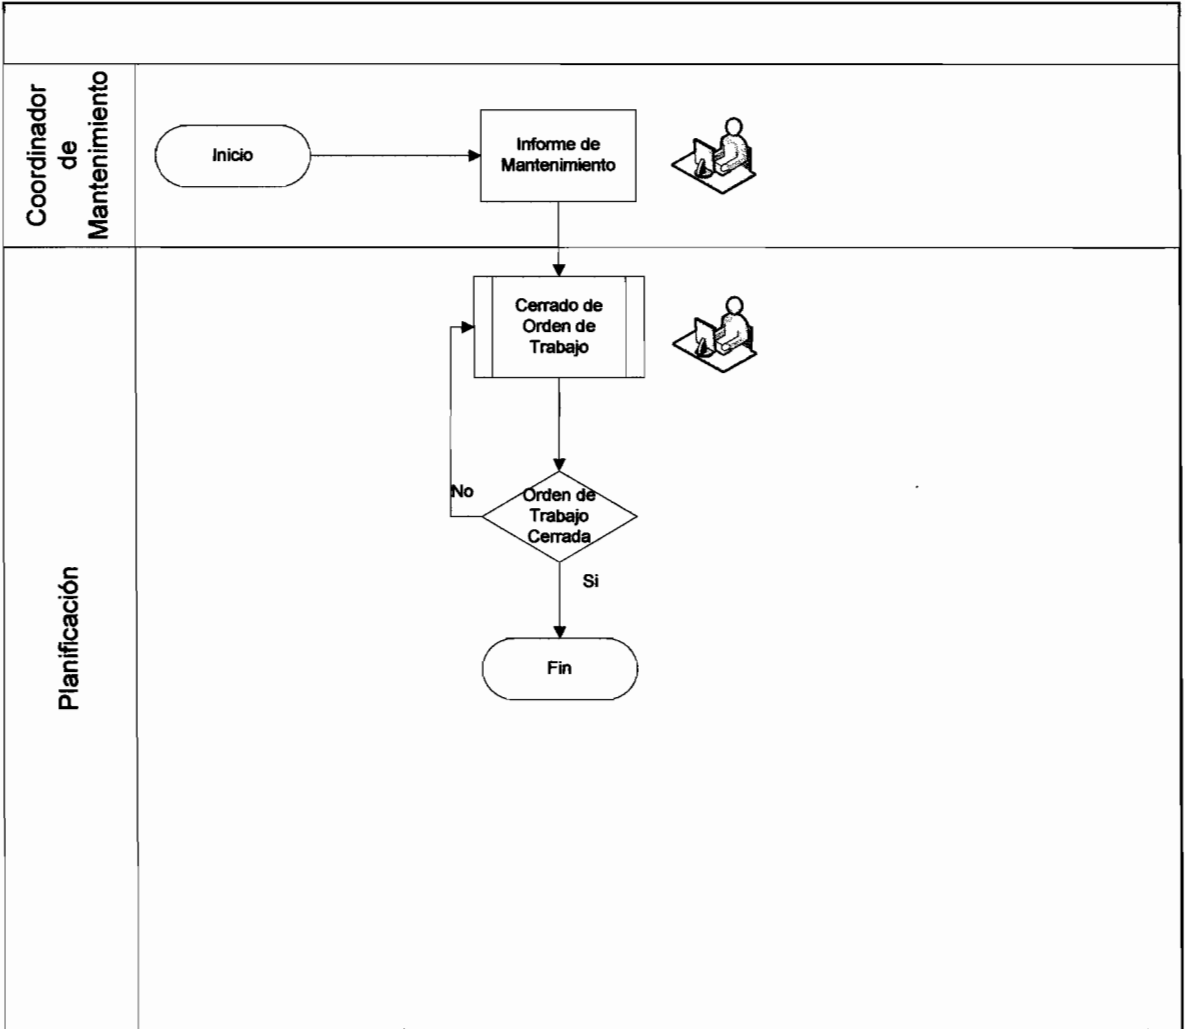 Coordinador
de
Mantenimiento
Inicio
Informe de
Mantenimiento
Planificación
Cerrado de
Orden de
Trabajo
No
Orden de
Trabajo
Cerrada
Si
Fin